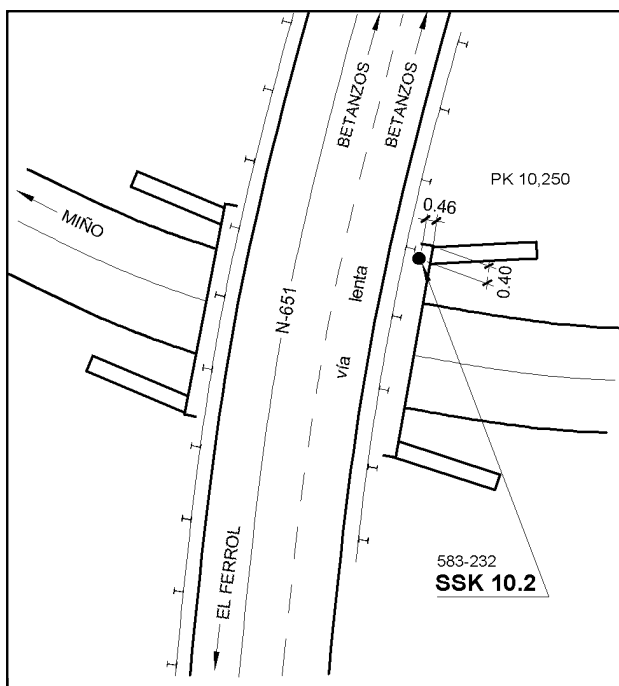 BETANZOS
BETANZOS
PK 10,250
0.46
MIÑO
0.40
N-651
lenta
vía
EL FERROL
583-232
SSK 10.2